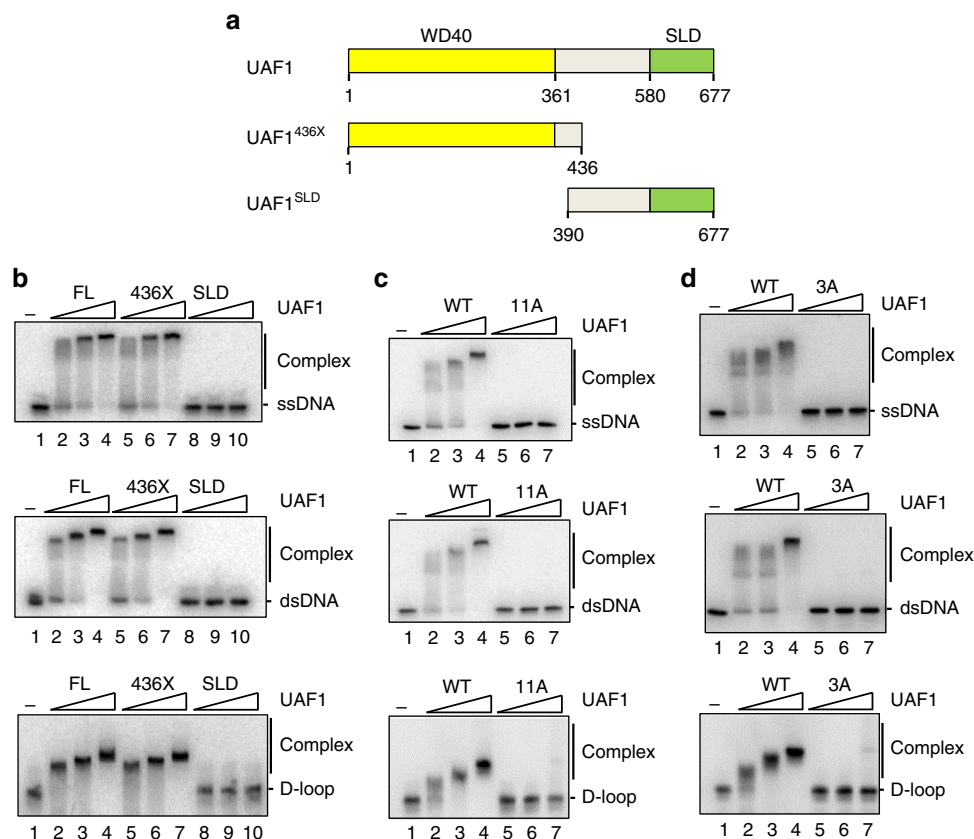 a
WD40 SLD
UAF1
1 361 580 677
UAF1^436X
1 436
UAF1^SLD
390 677
b
– FL 436X SLD UAF1
Complex
ssDNA
1 2 3 4 5 6 7 8 9 10
– FL 436X SLD UAF1
Complex
dsDNA
1 2 3 4 5 6 7 8 9 10
– FL 436X SLD UAF1
Complex
D-loop
1 2 3 4 5 6 7 8 9 10
c
– WT 11A UAF1
Complex
ssDNA
1 2 3 4 5 6 7
– WT 11A UAF1
Complex
dsDNA
1 2 3 4 5 6 7
– WT 11A UAF1
Complex
D-loop
1 2 3 4 5 6 7
d
– WT 3A UAF1
Complex
ssDNA
1 2 3 4 5 6 7
– WT 3A UAF1
Complex
dsDNA
1 2 3 4 5 6 7
– WT 3A UAF1
Complex
D-loop
1 2 3 4 5 6 7